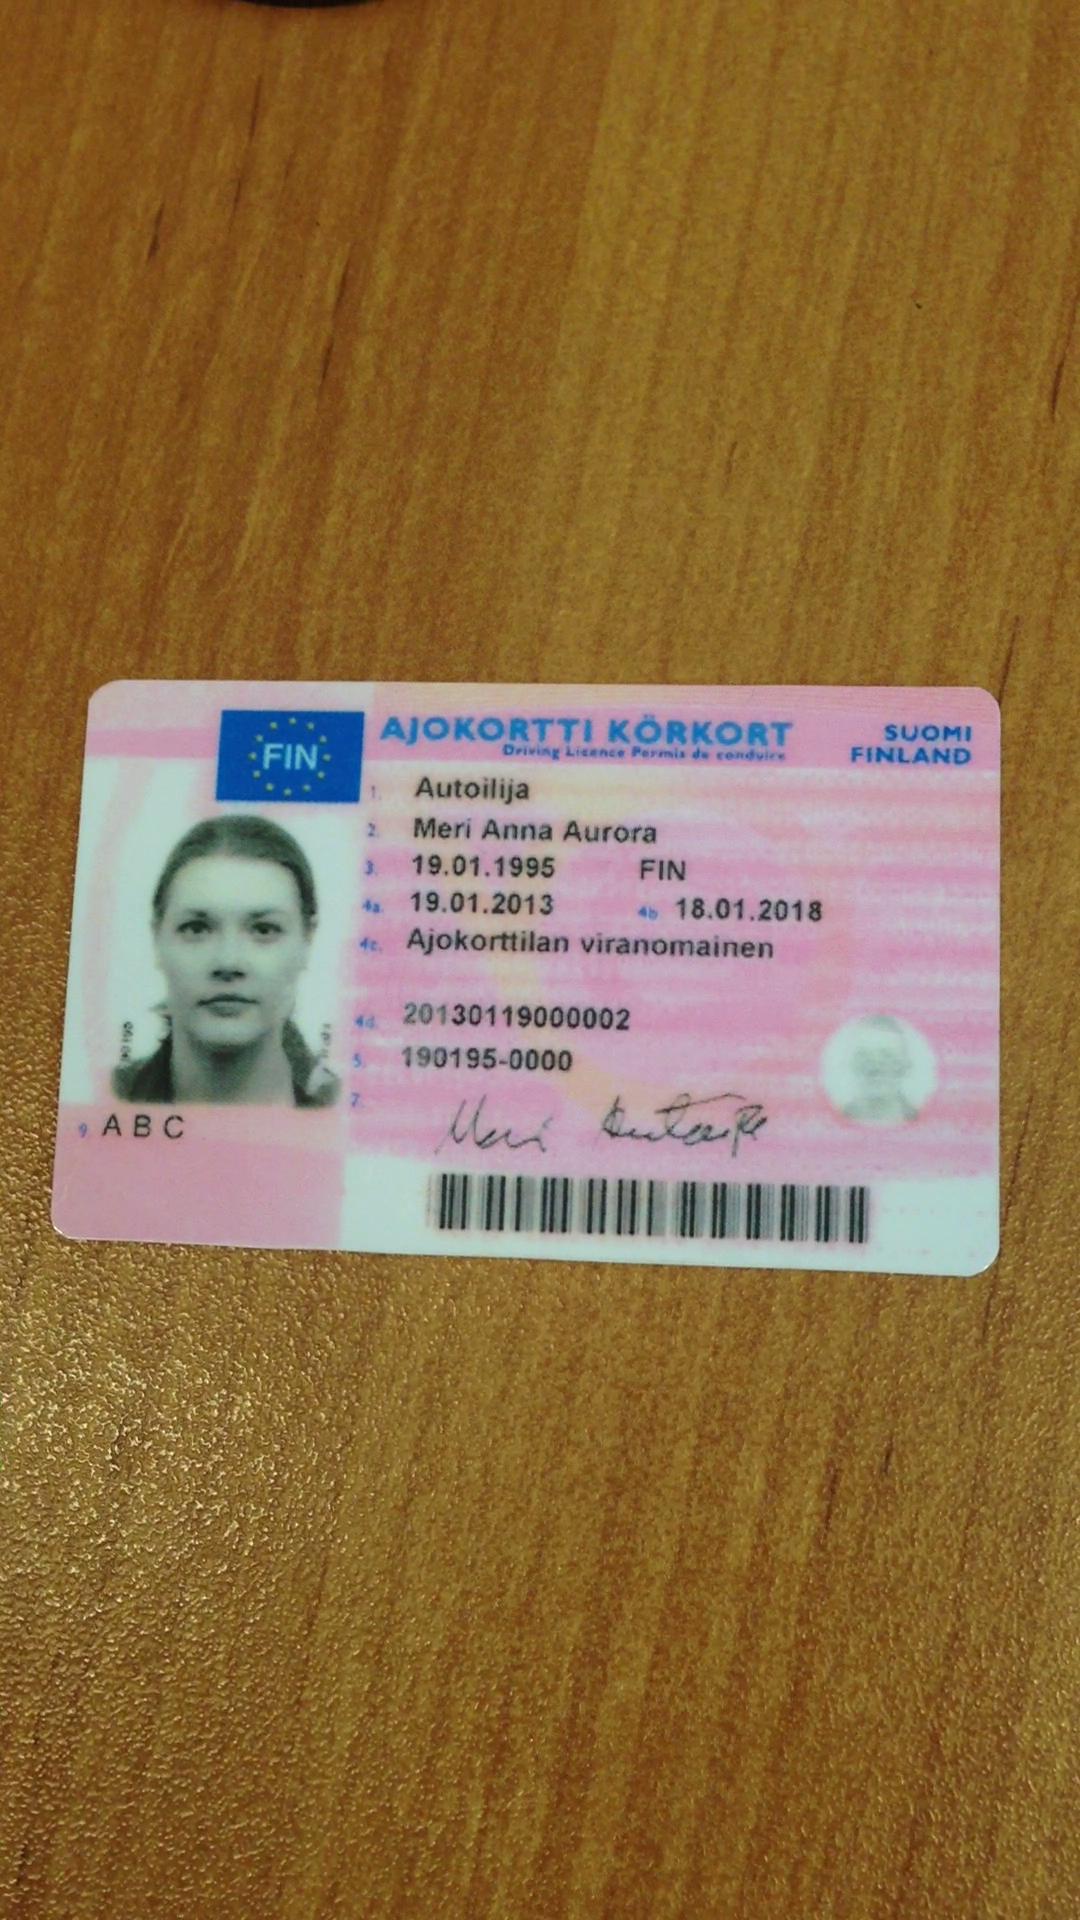 FIN
AJOKORTTI KÖRKORT
Driving Licence Permis de conduire
SUOMI
FINLAND
1. Autoilija
2. Meri Anna Aurora
3. 19.01.1995 FIN
4a. 19.01.2013 4b 18.01.2018
4c. Ajokorttilan viranomainen
4d. 20130119000002
5. 190195-0000
7. Meri
9. A B C